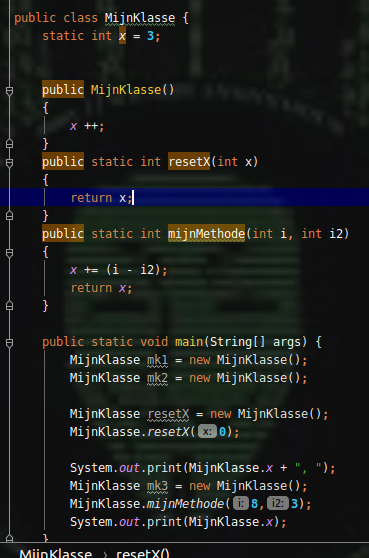 public class MijnKlasse {
static int x = 3;
public MijnKlasse()
{
x ++;
}
public static int resetX(int x)
{
return x;
}
public static int mijnMethode(int i, int i2)
{
x += (i - i2);
return x;
}
public static void main(String[] args) {
MijnKlasse mk1 = new MijnKlasse();
MijnKlasse mk2 = new MijnKlasse();
MijnKlasse resetX = new MijnKlasse();
MijnKlasse.resetX( x: 0);
System.out.print(MijnKlasse.x + ", ");
MijnKlasse mk3 = new MijnKlasse();
MijnKlasse.mijnMethode( i: 8, i2: 3);
System.out.print(MijnKlasse.x);
}
MijnKlasse › resetX()